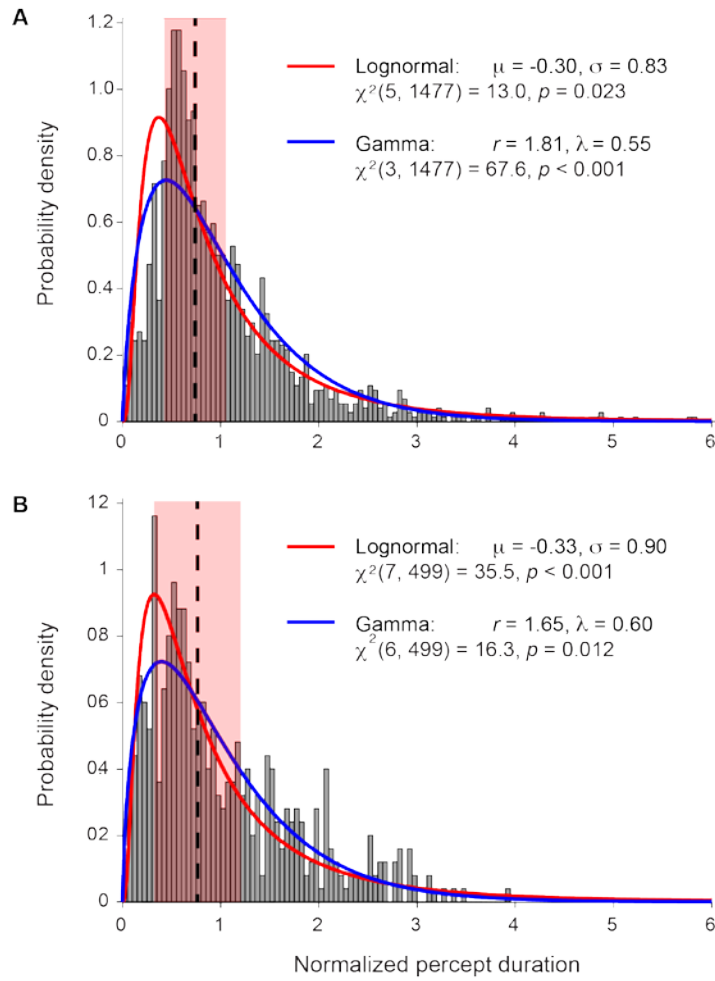 A
1.2
1.0
0.8
0.6
0.4
0.2
0
Probability density
Lognormal: μ = -0.30, σ = 0.83
χ²(5, 1477) = 13.0, p = 0.023
Gamma: r = 1.81, λ = 0.55
χ²(3, 1477) = 67.6, p < 0.001
0 1 2 3 4 5 6
B
12
1
08
06
04
02
0
Probability density
Lognormal: μ = -0.33, σ = 0.90
χ²(7, 499) = 35.5, p < 0.001
Gamma: r = 1.65, λ = 0.60
χ²(6, 499) = 16.3, p = 0.012
0 1 2 3 4 5 6
Normalized percept duration